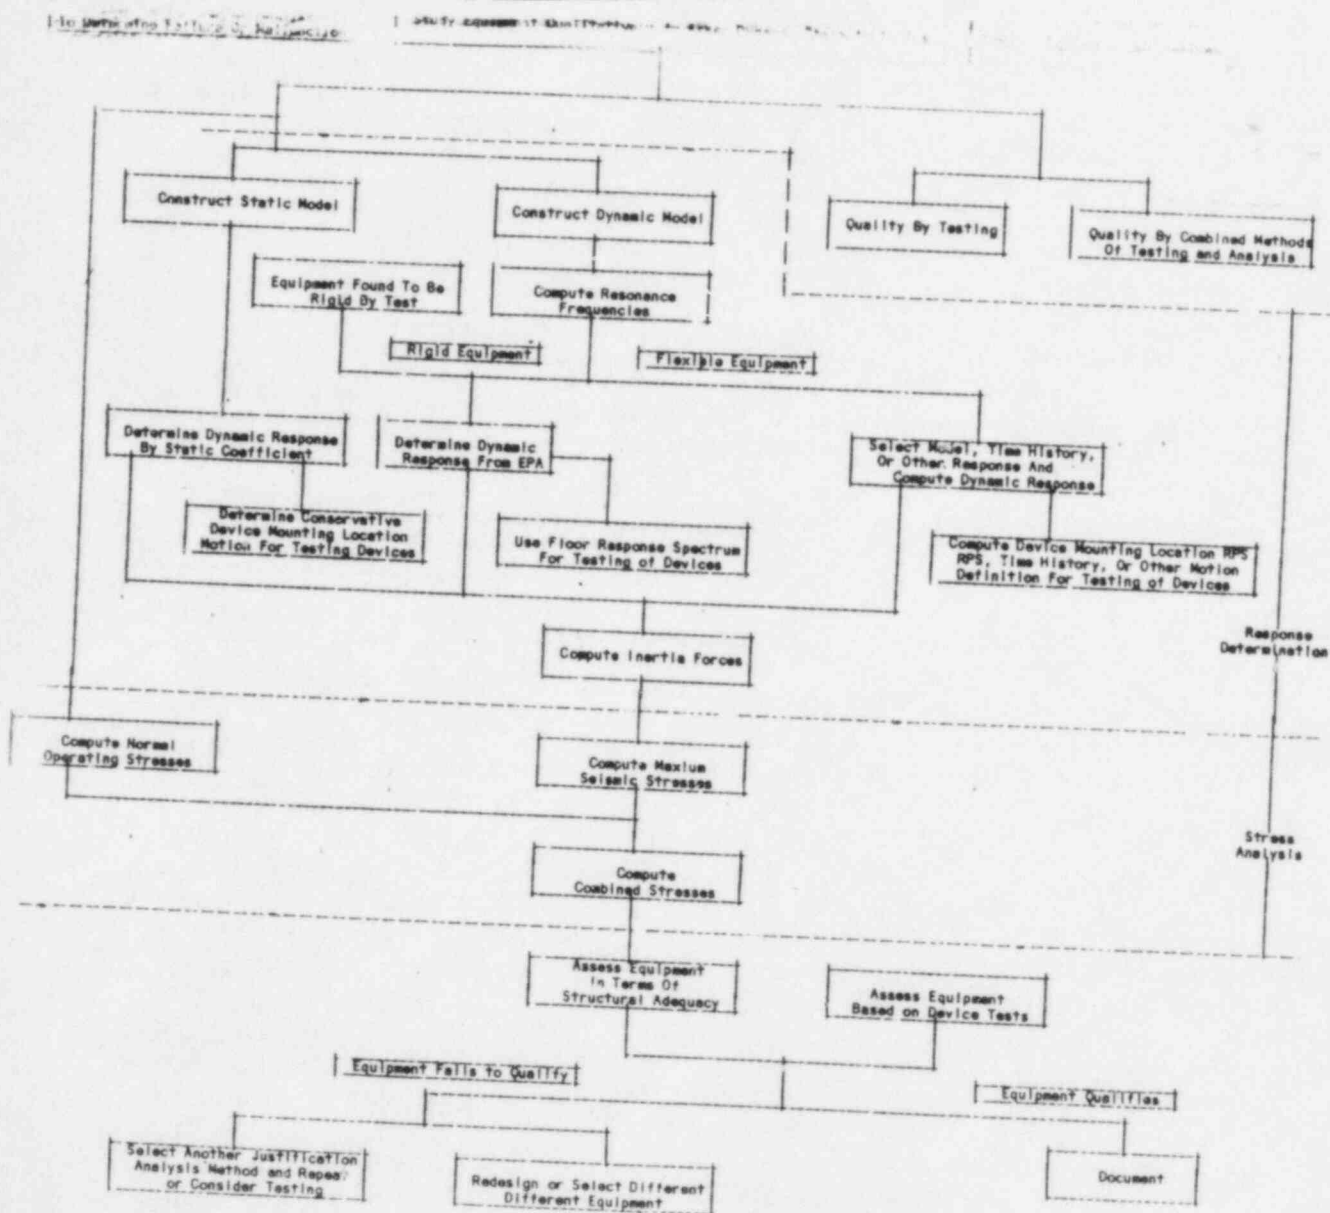 Study Equipment
Construct Static Model
Construct Dynamic Model
Quality By Testing
Quality By Combined Methods
Of Testing and Analysis
Equipment Found To Be
Rigid By Test
Compute Resonance
Frequencies
Rigid Equipment
Flexible Equipment
Determine Dynamic Response
By Static Coefficient
Determine Dynamic
Response From EPA
Select Model, Time History,
Or Other Response And
Compute Dynamic Response
Determine Conservative
Device Mounting Location
Motion For Testing Devices
Use Floor Response Spectrum
For Testing of Devices
Compute Device Mounting Location RPS
RPS, Time History, Or Other Motion
Definition For Testing of Devices
Response
Determination
Compute Inertia Forces
Compute Normal
Operating Stresses
Compute Maxium
Seismic Stresses
Stress
Analysis
Compute
Combined Stresses
Assess Equipment
In Terms Of
Structural Adequacy
Assess Equipment
Based on Device Tests
Equipment Fails to Qualify
Equipment Qualifies
Select Another Justification
Analysis Method and Repeat
or Consider Testing
Redesign or Select Different
Different Equipment
Document